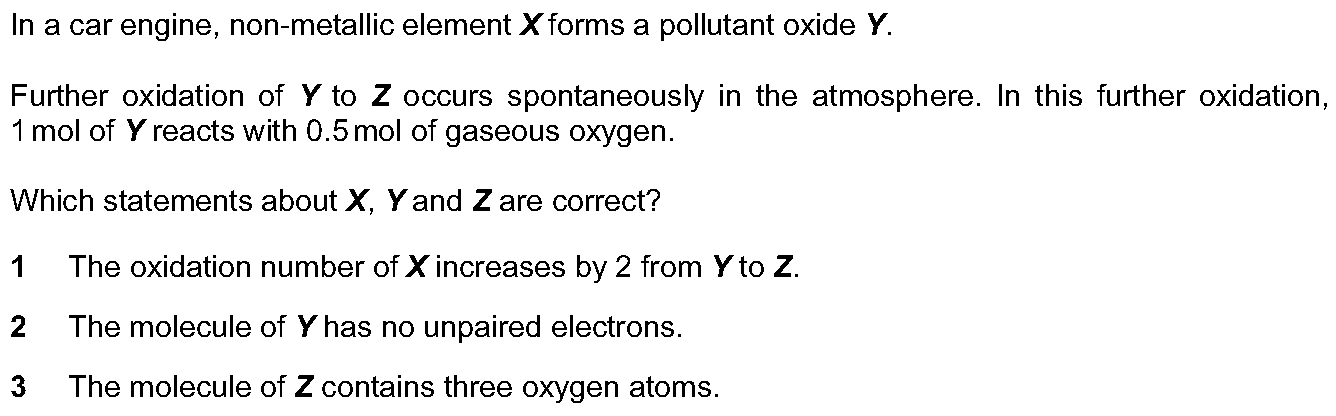 In a car engine, non-metallic element X forms a pollutant oxide Y.
Further oxidation of Y to Z occurs spontaneously in the atmosphere. In this further oxidation,
1 mol of Y reacts with 0.5 mol of gaseous oxygen.
Which statements about X, Y and Z are correct?
1 The oxidation number of X increases by 2 from Y to Z.
2 The molecule of Y has no unpaired electrons.
3 The molecule of Z contains three oxygen atoms.